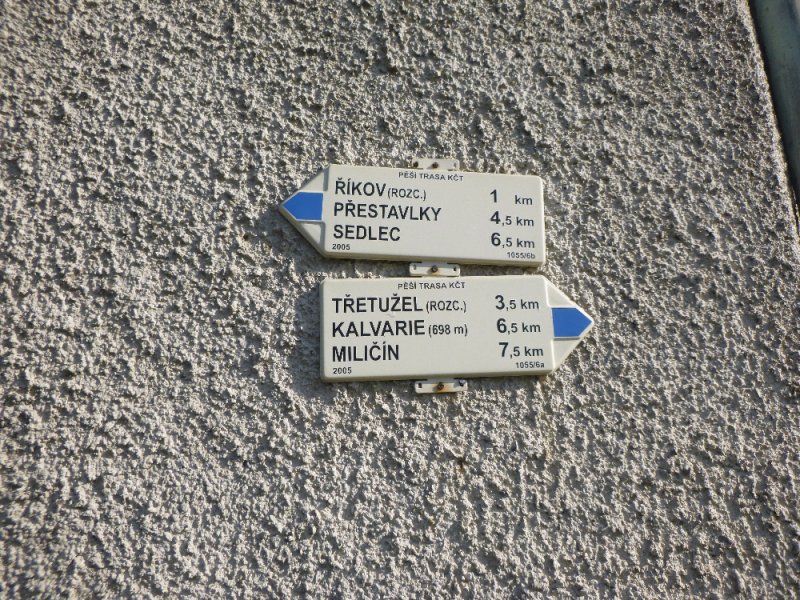 PĚŠÍ TRASA KČT
ŘÍKOV (ROZC.) 1 km
PŘESTAVLKY 4,5 km
SEDLEC 6,5 km
2005 1055/6b
PĚŠÍ TRASA KČT
TŘETUŽEL (ROZC.) 3,5 km
KALVARIE (698 m) 6,5 km
MILIČÍN 7,5 km
2005 1055/6a